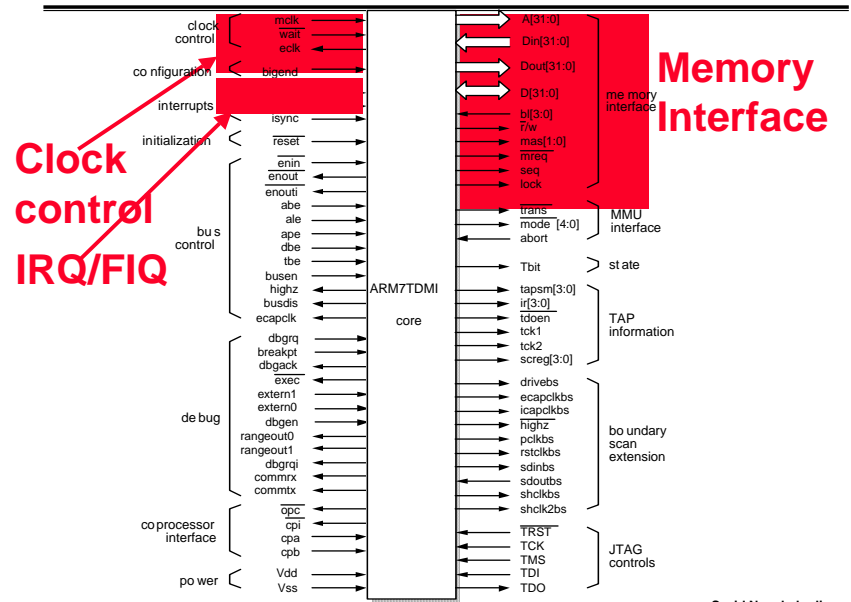 clock control
mclk
wait
eclk
configuration
bigend
interrupts
isync
initialization
reset
bus control
enin
enout
enouti
abe
ale
ape
dbe
tbe
busen
highz
busdis
ecapclk
debug
dbgrq
breakpt
dbgack
exec
extern1
extern0
dbgen
rangeout0
rangeout1
dbgrqi
commrx
commtx
coprocessor interface
opc
cpi
cpa
cpb
power
Vdd
Vss
Clock control
IRQ/FIQ
ARM7TDMI
core
A[31:0]
Din[31:0]
Dout[31:0]
D[31:0]
bl[3:0]
r/w
mas[1:0]
mreq
seq
lock
memory interface
Memory Interface
trans
mode [4:0]
abort
MMU interface
Tbit
state
tapsm[3:0]
ir[3:0]
tdoen
tck1
tck2
screg[3:0]
TAP information
drivebs
ecapclkbs
icapclkbs
highz
pclkbs
rstclkbs
sdinbs
sdoutbs
shclkbs
shclk2bs
boundary scan extension
TRST
TCK
TMS
TDI
TDO
JTAG controls